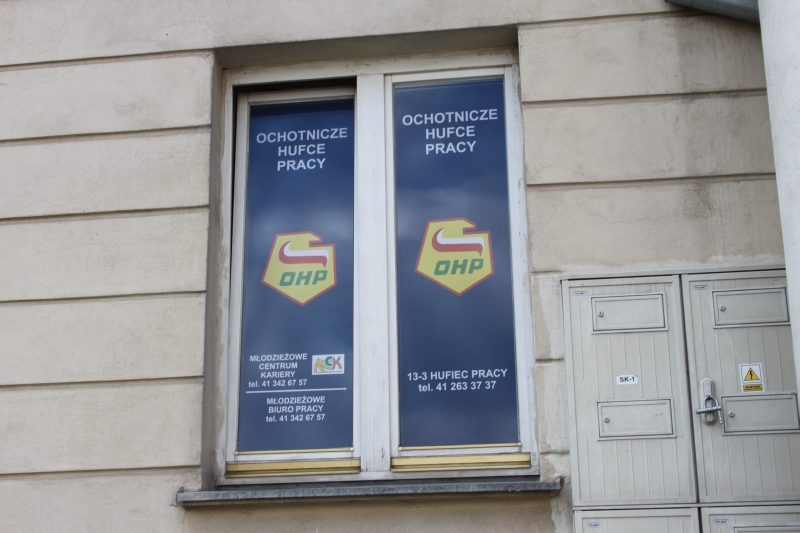 OCHOTNICZE
HUFCE
PRACY
OHP
MŁODZIEŻOWE
CENTRUM
KARIERY
tel. 41 342 67 57
MCK
MŁODZIEŻOWE
BIURO PRACY
tel. 41 342 67 57
OCHOTNICZE
HUFCE
PRACY
OHP
13-3 HUFIEC PRACY
tel. 41 263 37 37
SK-1